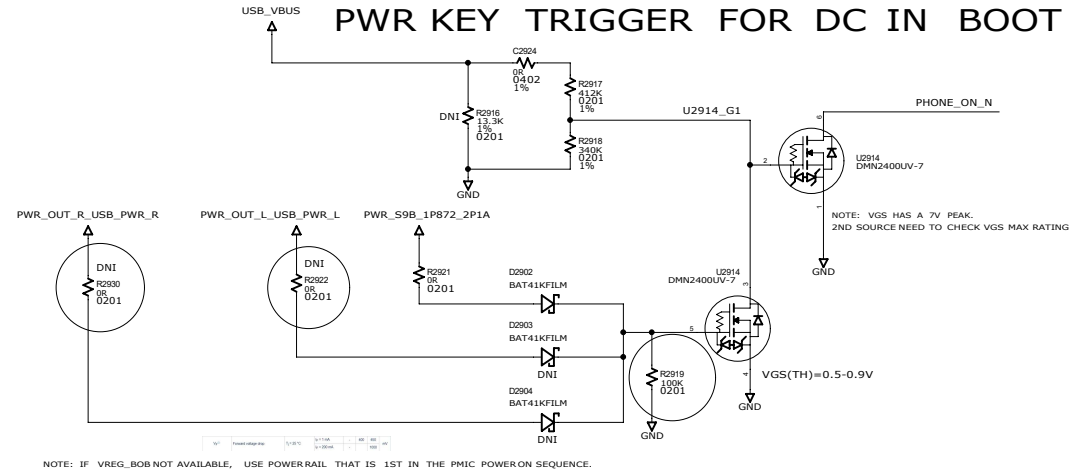 USB_VBUS
PWR KEY TRIGGER FOR DC IN BOOT
C2924
0R
0402
1%
R2917
412K
0201
1%
DNI
R2916
13.3K
1%
0201
R2918
340K
0201
1%
GND
U2914_G1
PHONE_ON_N
6
2
U2914
DMN2400UV-7
1
NOTE: VGS HAS A 7V PEAK.
2ND SOURCE NEED TO CHECK VGS MAX RATING
GND
PWR_OUT_R_USB_PWR_R
PWR_OUT_L_USB_PWR_L
PWR_S9B_1P872_2P1A
DNI
R2930
0R
0201
DNI
R2922
0R
0201
R2921
0R
0201
D2902
BAT41KFILM
D2903
BAT41KFILM
DNI
D2904
BAT41KFILM
DNI
U2914
DMN2400UV-7
3
5
4
R2919
100K
0201
GND
VGS(TH)=0.5-0.9V
GND
Forward voltage drop
NOTE: IF VREG_BOB NOT AVAILABLE, USE POWER RAIL THAT IS 1ST IN THE PMIC POWER ON SEQUENCE.